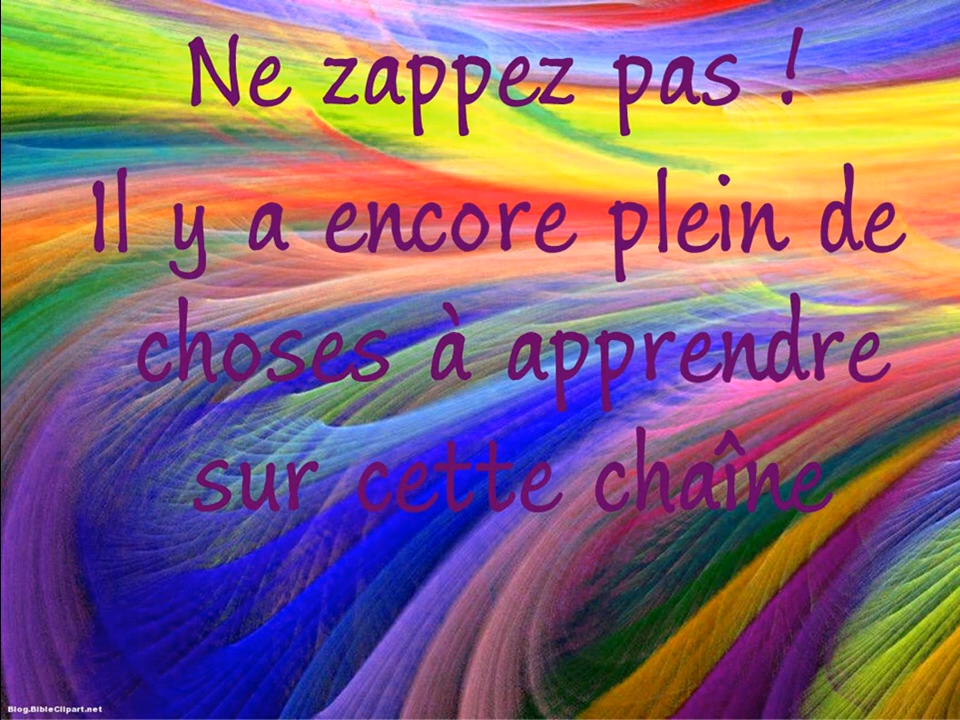 Ne zappez pas !
Il y a encore plein de
choses à apprendre
sur cette chaîne
Blog.BibleClipart.net